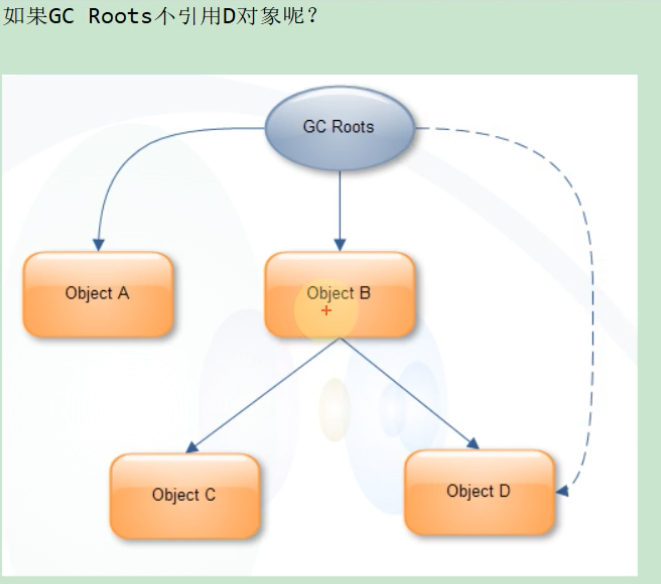 如果GC Roots不引用D对象呢?
GC Roots
Object A
Object B
Object C
Object D